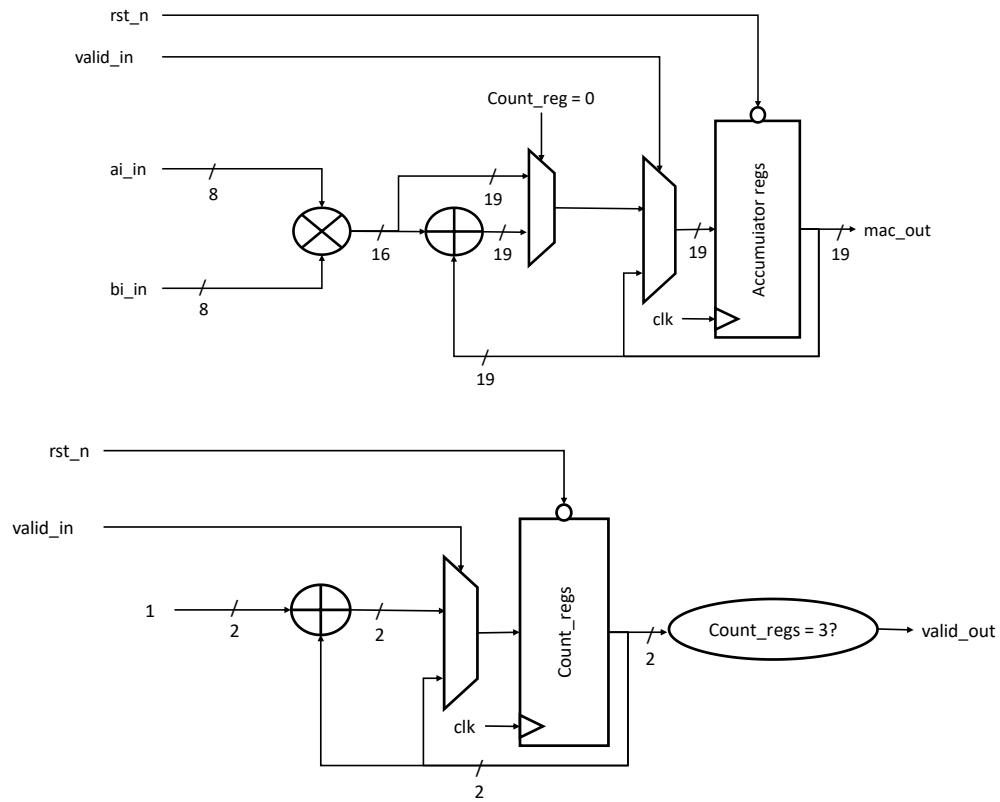 rst_n
valid_in
Count_reg = 0
ai_in
8
19
16
19
19
19
mac_out
Accumuiator regs
bi_in
8
clk
19
rst_n
valid_in
1
2
2
Count_regs
2
Count_regs = 3?
valid_out
clk
2